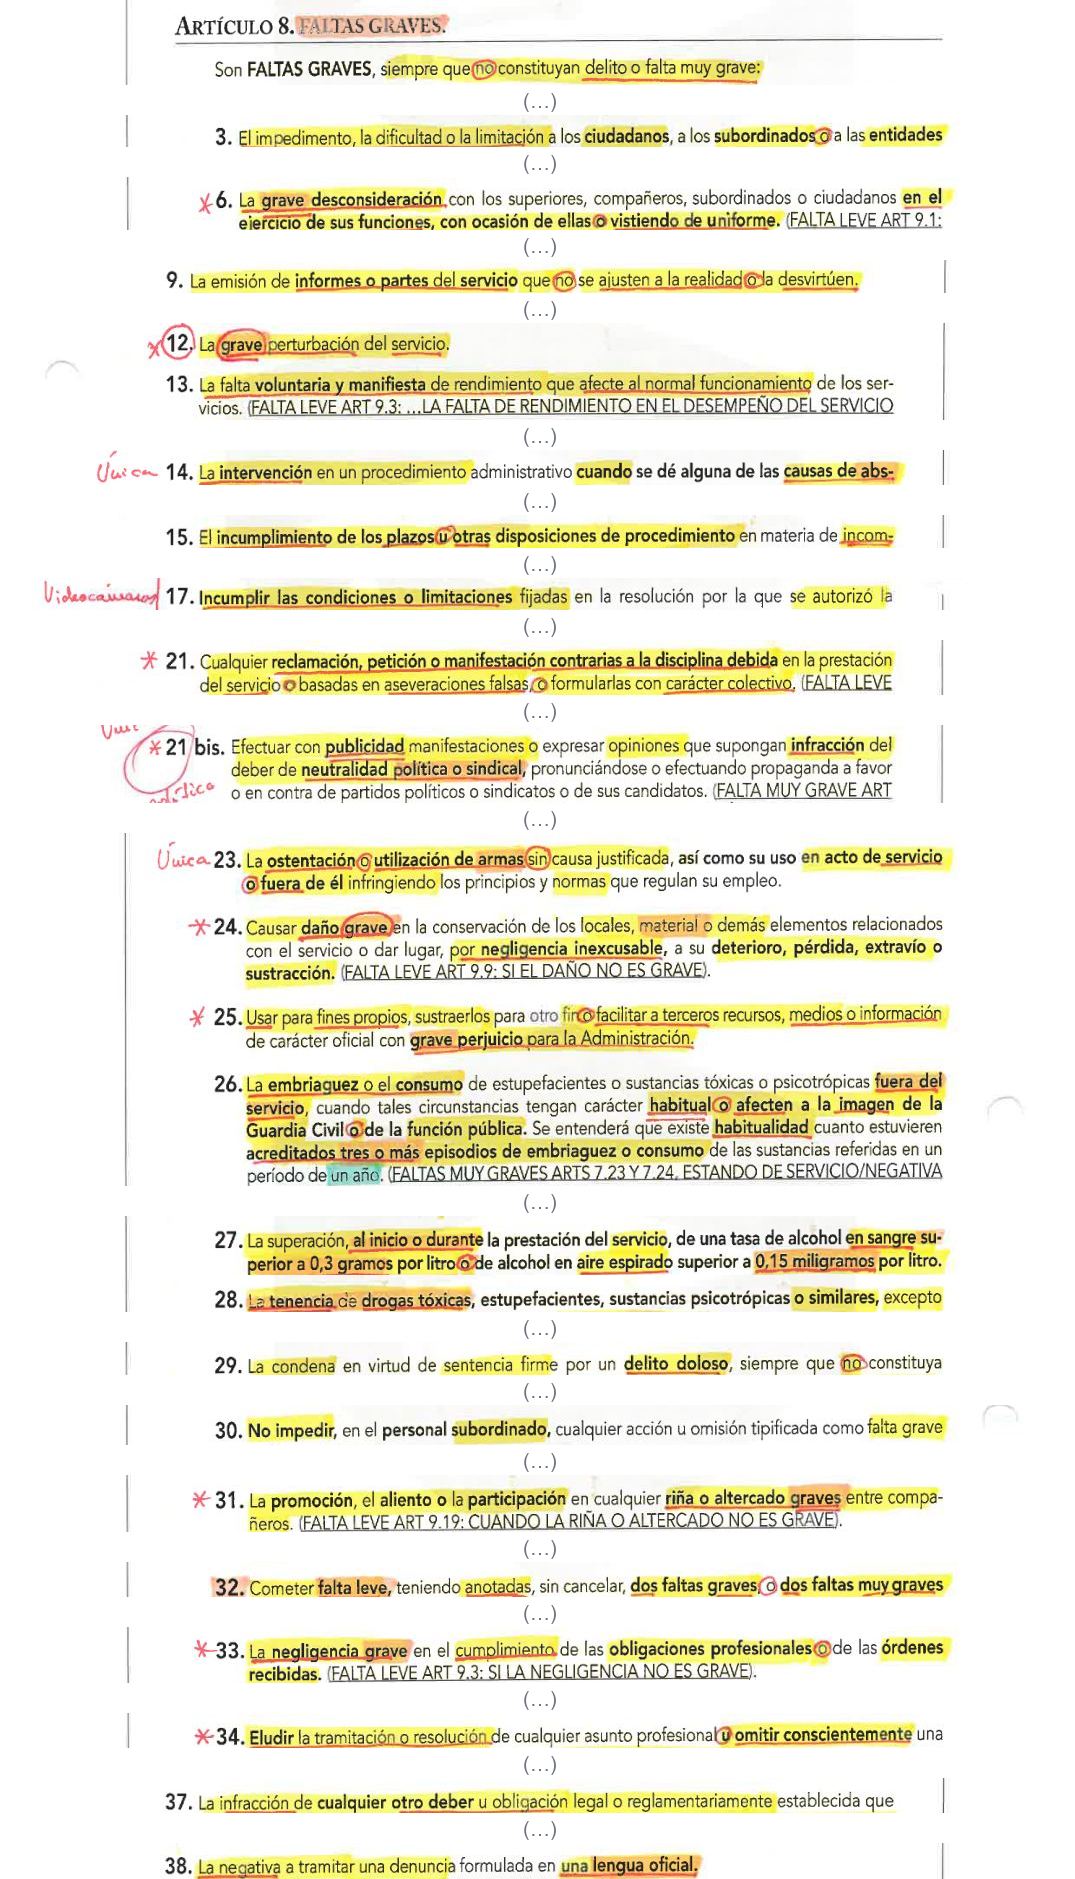 ARTÍCULO 8. FALTAS GRAVES.
Son FALTAS GRAVES, siempre que no constituyan delito o falta muy grave:
(...)
3. El impedimento, la dificultad o la limitación a los ciudadanos, a los subordinados o a las entidades
(...)
* 6. La grave desconsideración con los superiores, compañeros, subordinados o ciudadanos en el
ejercicio de sus funciones, con ocasión de ellas o vistiendo de uniforme. (FALTA LEVE ART 9.1:
(...)
9. La emisión de informes o partes del servicio que no se ajusten a la realidad o la desvirtúen.
(...)
* 12. La grave perturbación del servicio.
13. La falta voluntaria y manifiesta de rendimiento que afecte al normal funcionamiento de los ser-
vicios. (FALTA LEVE ART 9.3: ...LA FALTA DE RENDIMIENTO EN EL DESEMPEÑO DEL SERVICIO
(...)
Única 14. La intervención en un procedimiento administrativo cuando se dé alguna de las causas de abs-
(...)
15. El incumplimiento de los plazos u otras disposiciones de procedimiento en materia de incom-
(...)
Videocámaras 17. Incumplir las condiciones o limitaciones fijadas en la resolución por la que se autorizó la
(...)
* 21. Cualquier reclamación, petición o manifestación contrarias a la disciplina debida en la prestación
del servicio o basadas en aseveraciones falsas, o formularlas con carácter colectivo. (FALTA LEVE
(...)
* 21 bis. Efectuar con publicidad manifestaciones o expresar opiniones que supongan infracción del
deber de neutralidad política o sindical, pronunciándose o efectuando propaganda a favor
o en contra de partidos políticos o sindicatos o de sus candidatos. (FALTA MUY GRAVE ART
(...)
Única 23. La ostentación o utilización de armas sin causa justificada, así como su uso en acto de servicio
o fuera de él infringiendo los principios y normas que regulan su empleo.
* 24. Causar daño grave en la conservación de los locales, material o demás elementos relacionados
con el servicio o dar lugar, por negligencia inexcusable, a su deterioro, pérdida, extravío o
sustracción. (FALTA LEVE ART 9.9: SI EL DAÑO NO ES GRAVE).
* 25. Usar para fines propios, sustraerlos para otro fin o facilitar a terceros recursos, medios o información
de carácter oficial con grave perjuicio para la Administración.
26. La embriaguez o el consumo de estupefacientes o sustancias tóxicas o psicotrópicas fuera del
servicio, cuando tales circunstancias tengan carácter habitual o afecten a la imagen de la
Guardia Civil o de la función pública. Se entenderá que existe habitualidad cuanto estuvieren
acreditados tres o más episodios de embriaguez o consumo de las sustancias referidas en un
período de un año. (FALTAS MUY GRAVES ARTS 7.23 Y 7.24. ESTANDO DE SERVICIO/NEGATIVA
(...)
27. La superación, al inicio o durante la prestación del servicio, de una tasa de alcohol en sangre su-
perior a 0,3 gramos por litro o de alcohol en aire espirado superior a 0,15 miligramos por litro.
28. La tenencia de drogas tóxicas, estupefacientes, sustancias psicotrópicas o similares, excepto
(...)
29. La condena en virtud de sentencia firme por un delito doloso, siempre que no constituya
(...)
30. No impedir, en el personal subordinado, cualquier acción u omisión tipificada como falta grave
(...)
* 31. La promoción, el aliento o la participación en cualquier riña o altercado graves entre compa-
ñeros. (FALTA LEVE ART 9.19: CUANDO LA RIÑA O ALTERCADO NO ES GRAVE).
(...)
32. Cometer falta leve, teniendo anotadas, sin cancelar, dos faltas graves, o dos faltas muy graves
(...)
* 33. La negligencia grave en el cumplimiento de las obligaciones profesionales o de las órdenes
recibidas. (FALTA LEVE ART 9.3: SI LA NEGLIGENCIA NO ES GRAVE).
(...)
* 34. Eludir la tramitación o resolución de cualquier asunto profesional u omitir conscientemente una
(...)
37. La infracción de cualquier otro deber u obligación legal o reglamentariamente establecida que
(...)
38. La negativa a tramitar una denuncia formulada en una lengua oficial.